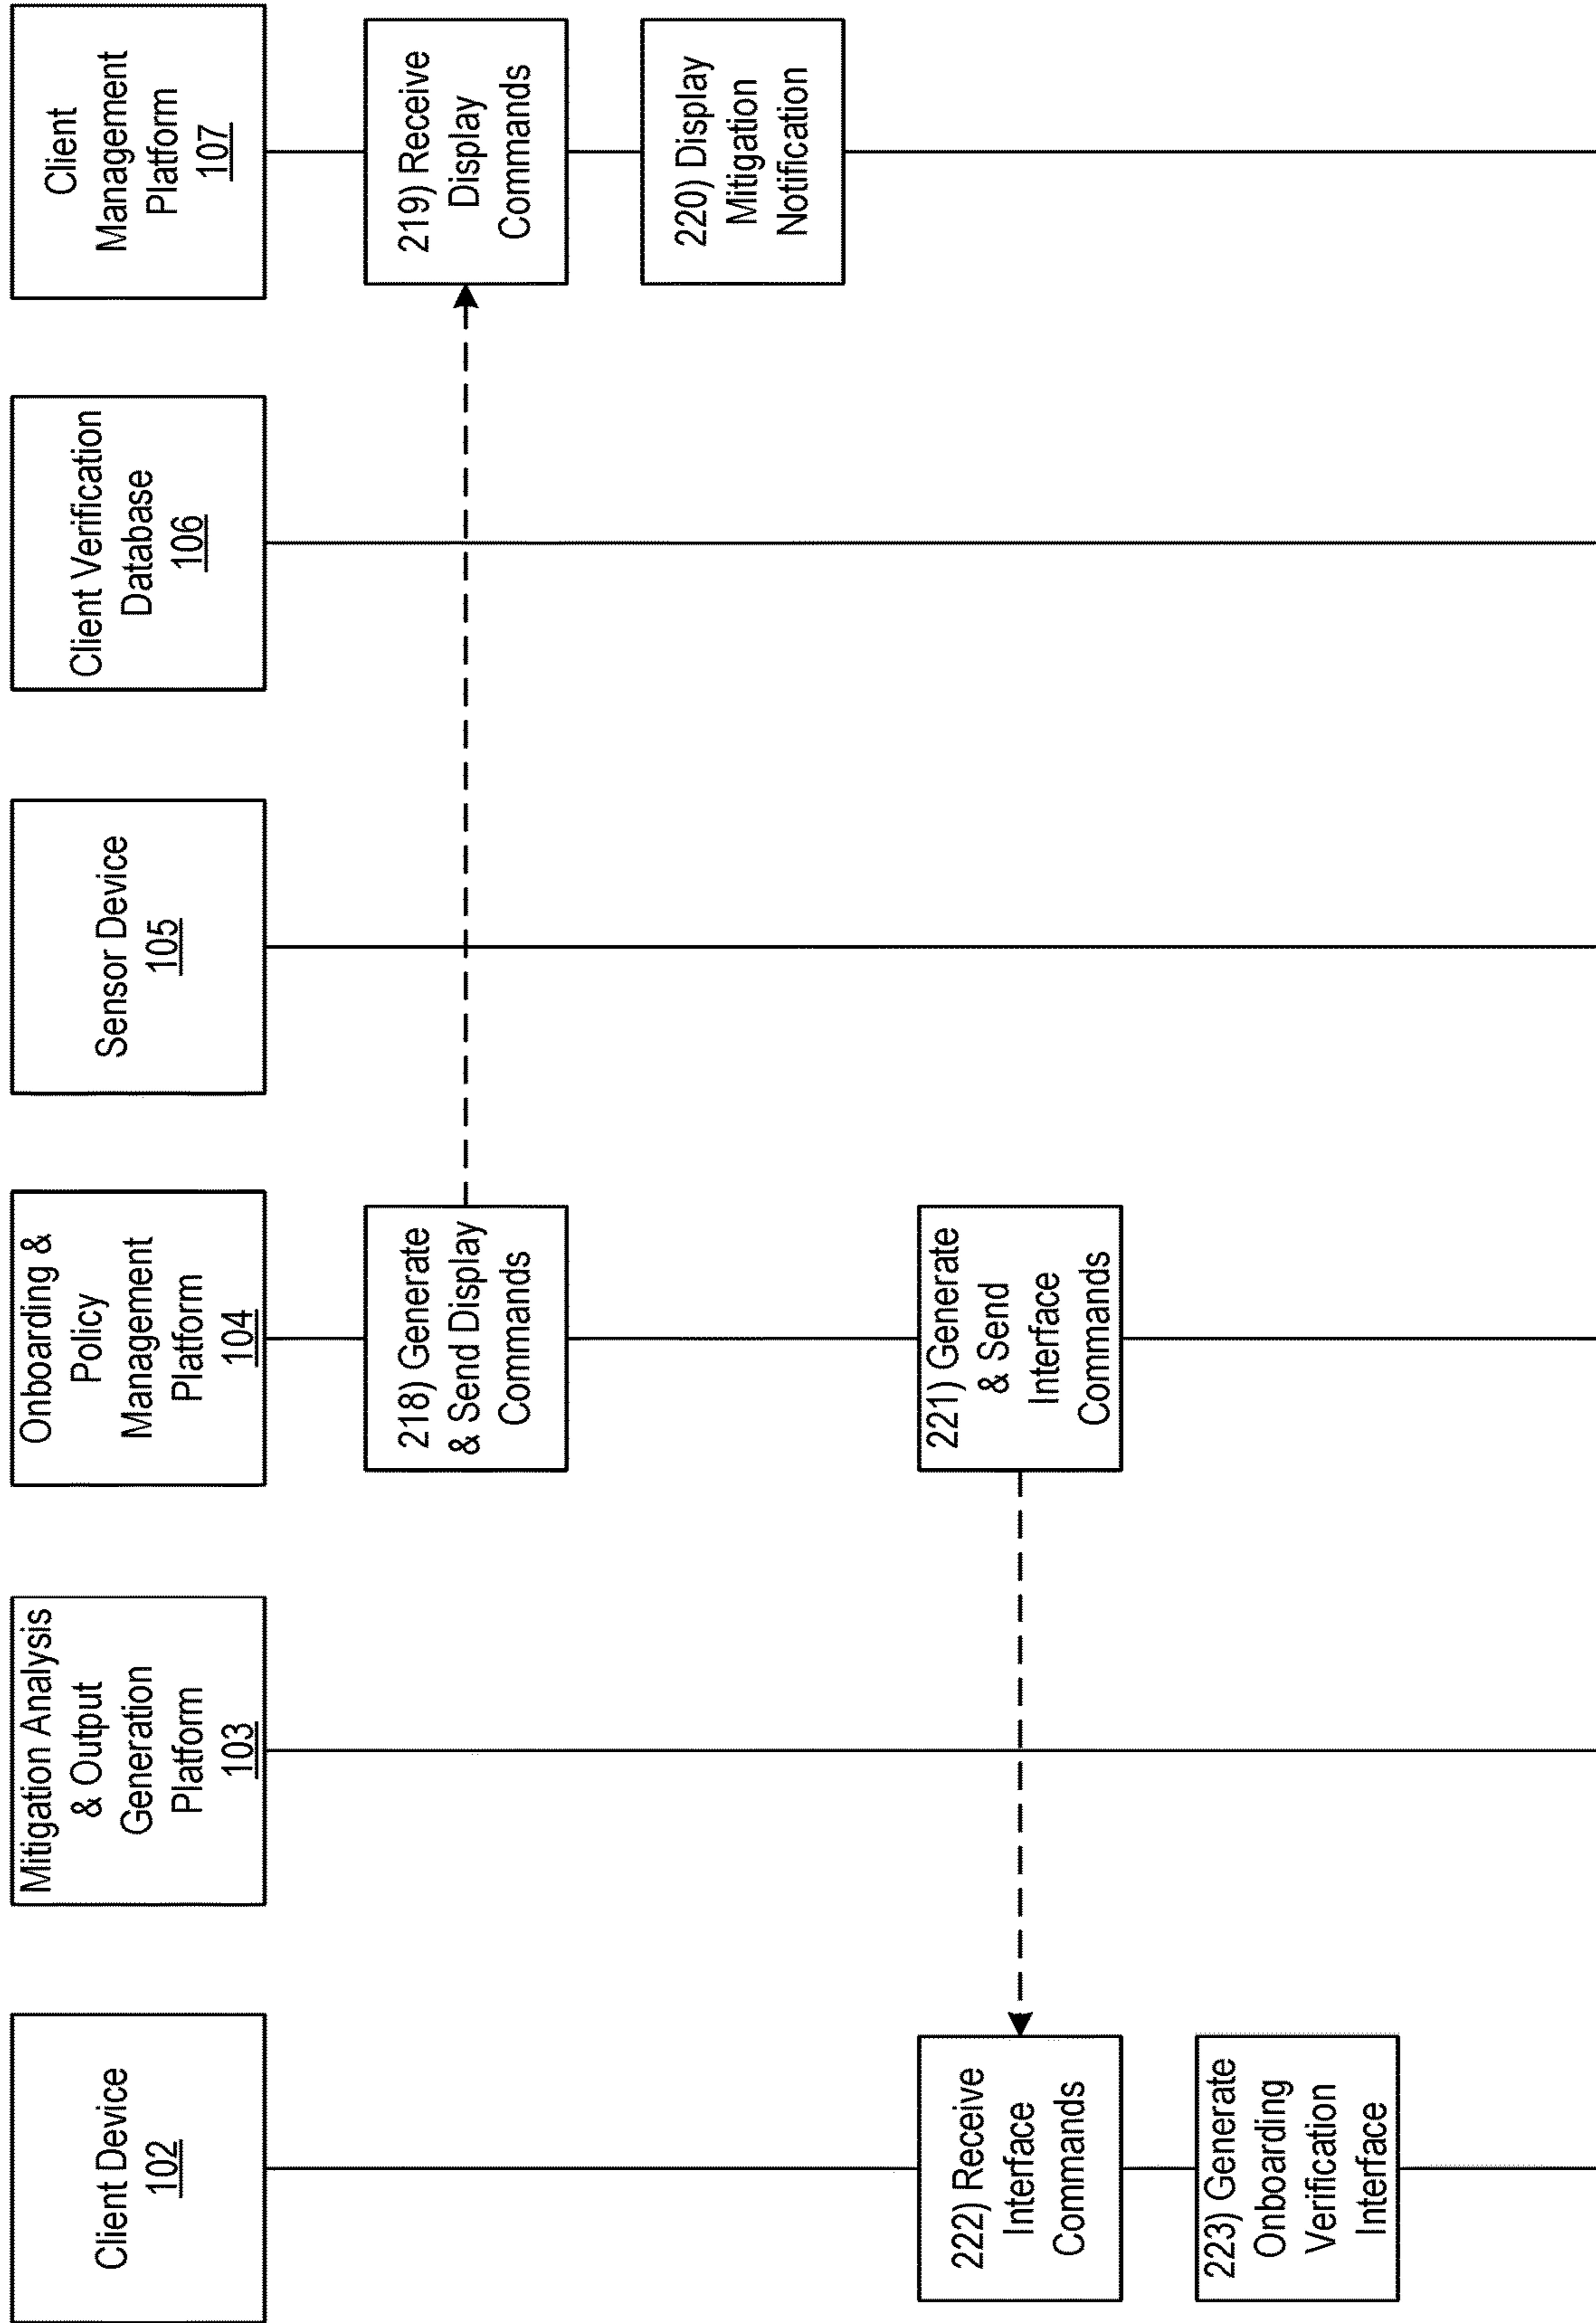 Client Device
102
Mitigation Analysis
& Output
Generation
Platform
103
Onboarding &
Policy
Management
Platform
104
Sensor Device
105
Client Verification
Database
106
Client
Management
Platform
107
218) Generate
& Send Display
Commands
219) Receive
Display
Commands
220) Display
Mitigation
Notification
221) Generate
& Send
Interface
Commands
222) Receive
Interface
Commands
223) Generate
Onboarding
Verification
Interface